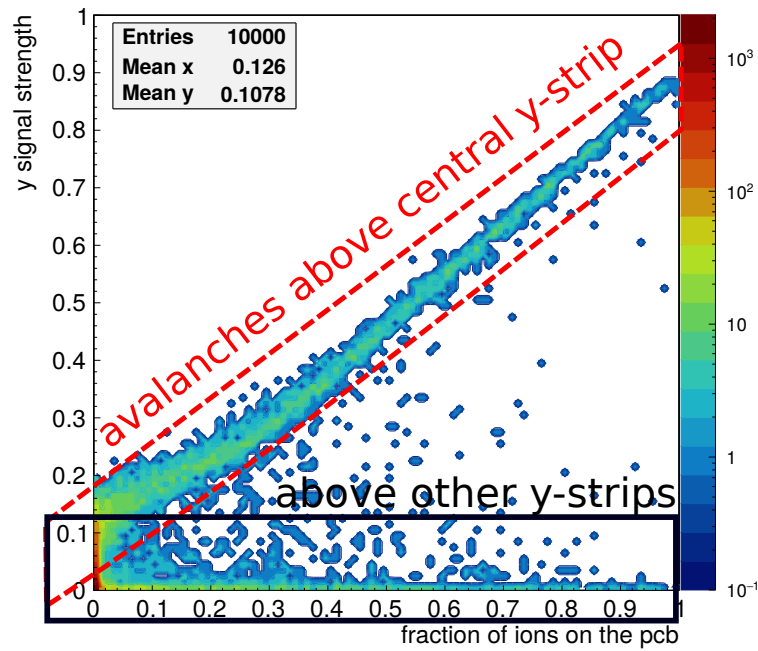 Entries 10000
Mean x 0.126
Mean y 0.1078
avalanches above central y-strip
above other y-strips
y signal strength
1
0.9
0.8
0.7
0.6
0.5
0.4
0.3
0.2
0.1
0
0 0.1 0.2 0.3 0.4 0.5 0.6 0.7 0.8 0.9 1
fraction of ions on the pcb
10³
10²
10
1
10⁻¹